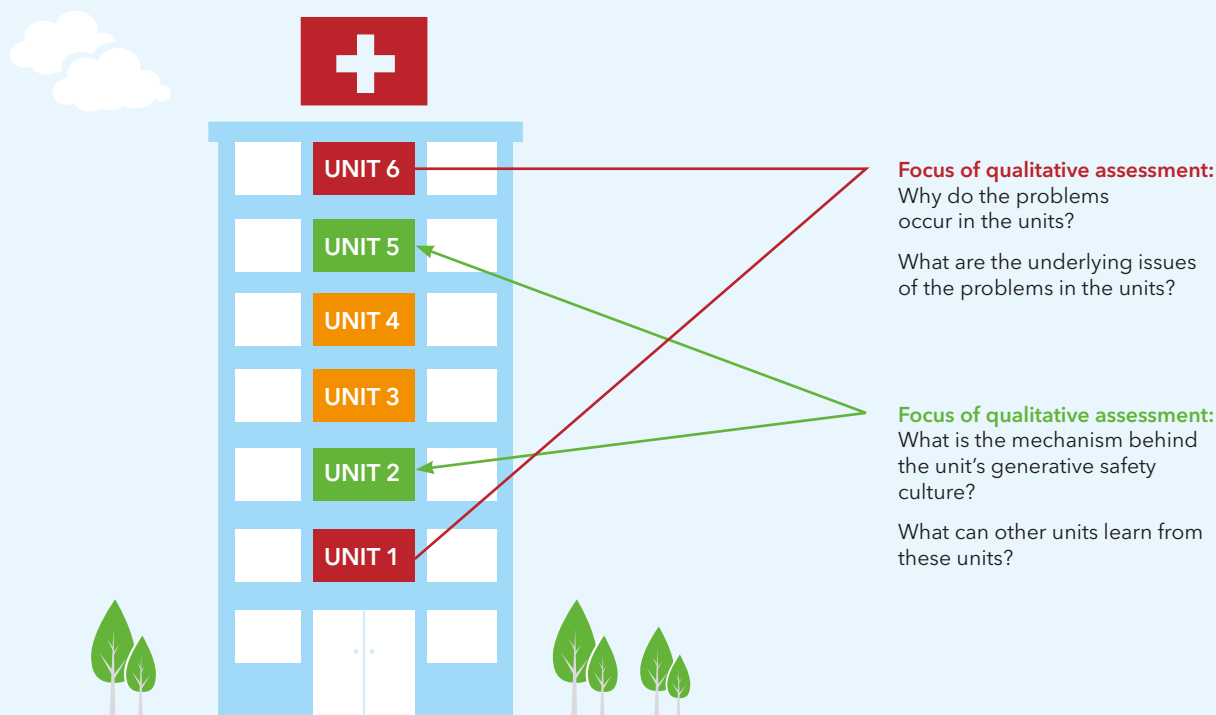 UNIT 6
UNIT 5
UNIT 4
UNIT 3
UNIT 2
UNIT 1
Focus of qualitative assessment:
Why do the problems
occur in the units?
What are the underlying issues
of the problems in the units?
Focus of qualitative assessment:
What is the mechanism behind
the unit’s generative safety
culture?
What can other units learn from
these units?